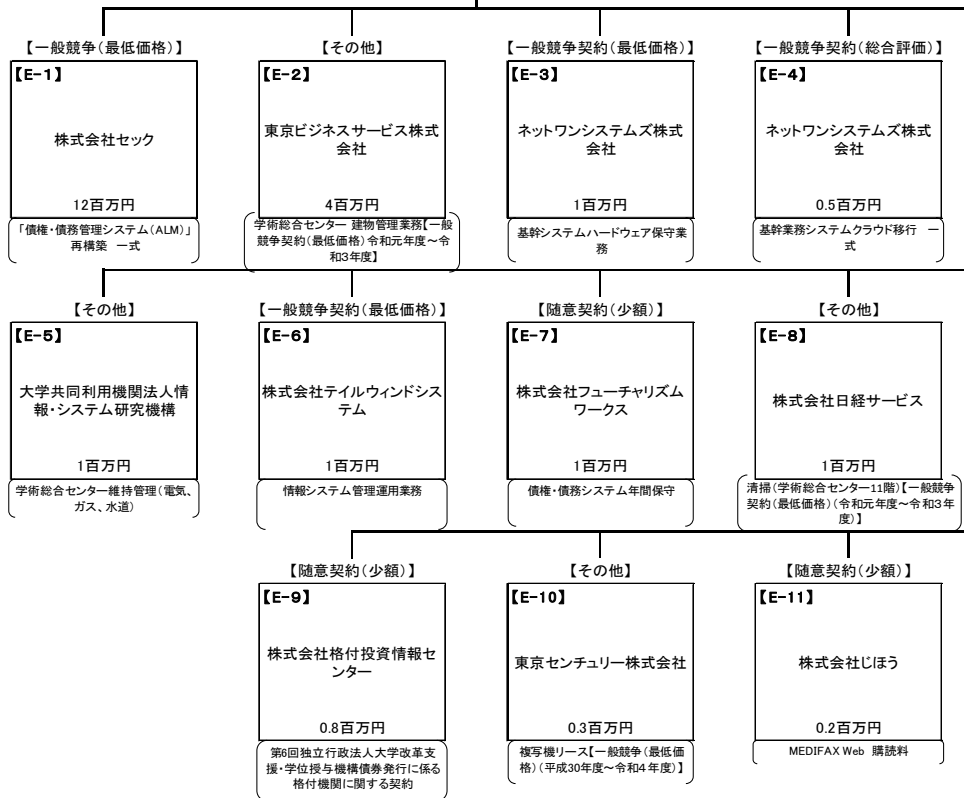 【一般競争（最低価格）】
【E-1】
株式会社セック
12百万円
「債権・債務管理システム（ALM）」
再構築　一式
【その他】
【E-2】
東京ビジネスサービス株式
会社
4百万円
学術総合センター 建物管理業務【一般
競争契約（最低価格）令和元年度～令
和3年度】
【一般競争契約（最低価格）】
【E-3】
ネットワンシステムズ株式
会社
1百万円
基幹システムハードウェア保守業
務
【一般競争契約（総合評価）】
【E-4】
ネットワンシステムズ株式
会社
0.5百万円
基幹業務システムクラウド移行　一
式
【その他】
【E-5】
大学共同利用機関法人情
報・システム研究機構
1百万円
学術総合センター維持管理（電気、
ガス、水道）
【一般競争契約（最低価格）】
【E-6】
株式会社テイルウィンドシス
テム
1百万円
情報システム管理運用業務
【随意契約（少額）】
【E-7】
株式会社フューチャリズム
ワークス
1百万円
債権・債務システム年間保守
【その他】
【E-8】
株式会社日経サービス
1百万円
清掃（学術総合センター11階）【一般競争
契約（最低価格）（令和元年度～令和3年
度）】
【随意契約（少額）】
【E-9】
株式会社格付投資情報セ
ンター
0.8百万円
第6回独立行政法人大学改革支
援・学位授与機構債券発行に係る
格付機関に関する契約
【その他】
【E-10】
東京センチュリー株式会社
0.3百万円
複写機リース【一般競争（最低価
格）（平成30年度～令和4年度）】
【随意契約（少額）】
【E-11】
株式会社じほう
0.2百万円
MEDIFAX Web 購読料